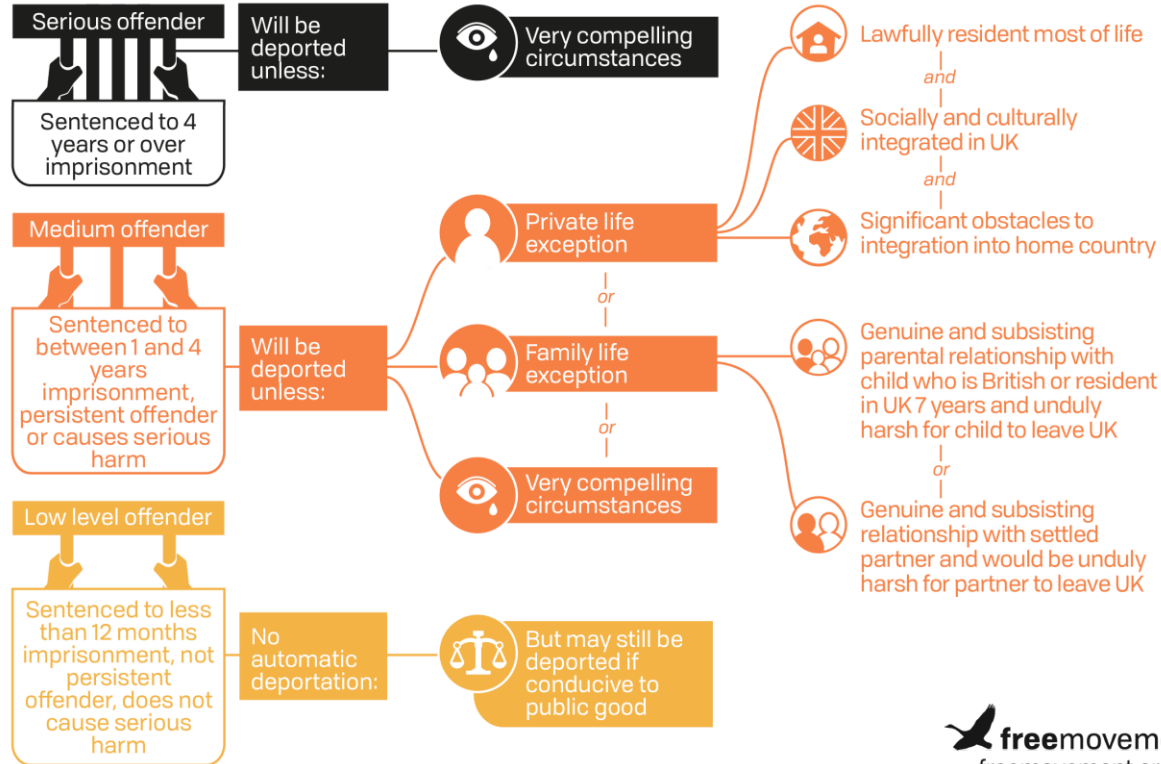 Serious offender
Sentenced to 4
years or over
imprisonment
Will be
deported
unless:
Very compelling
circumstances
Medium offender
Sentenced to
between 1 and 4
years
imprisonment,
persistent offender
or causes serious
harm
Will be
deported
unless:
Private life
exception
or
Family life
exception
or
Very compelling
circumstances
Lawfully resident most of life
and
Socially and culturally
integrated in UK
and
Significant obstacles to
integration into home country
Genuine and subsisting
parental relationship with
child who is British or resident
in UK 7 years and unduly
harsh for child to leave UK
or
Genuine and subsisting
relationship with settled
partner and would be unduly
harsh for partner to leave UK
Low level offender
Sentenced to less
than 12 months
imprisonment, not
persistent
offender, does not
cause serious
harm
No
automatic
deportation:
But may still be
deported if
conducive to
public good
freemovem